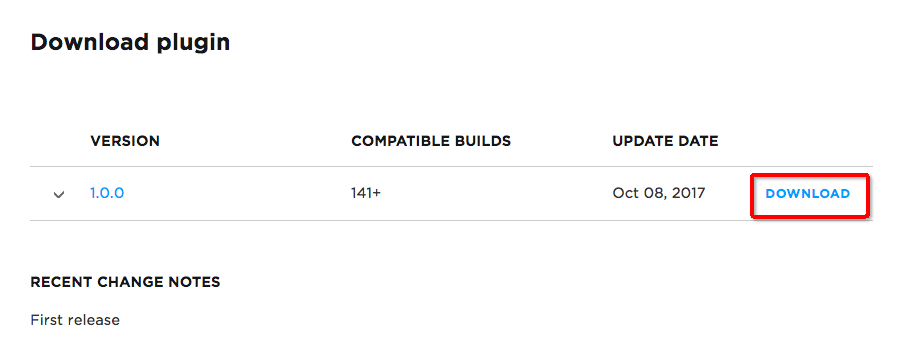 Download plugin
VERSION COMPATIBLE BUILDS UPDATE DATE
1.0.0 141+ Oct 08, 2017 DOWNLOAD
RECENT CHANGE NOTES
First release